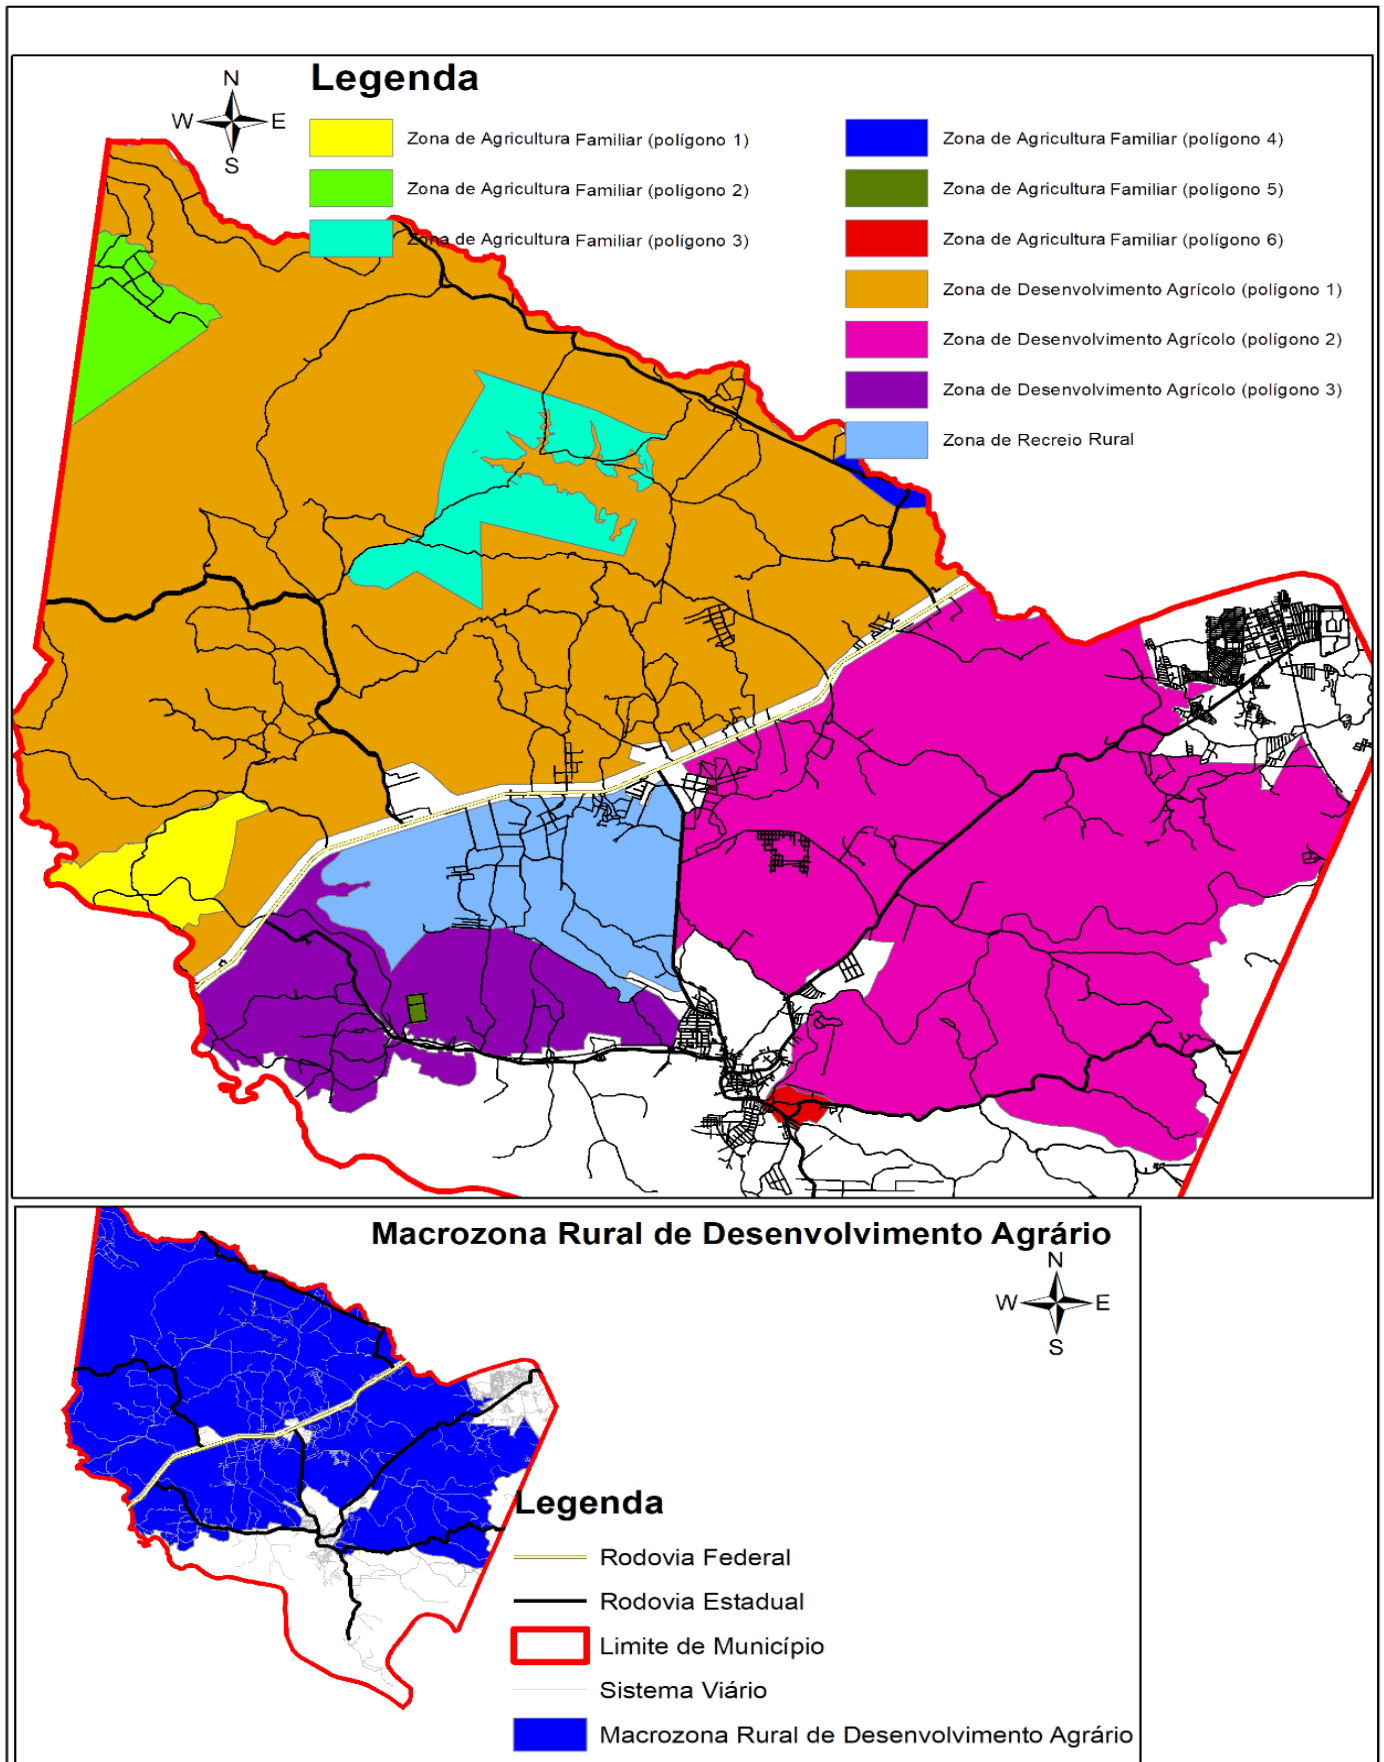 Legenda
N
W E
S
Zona de Agricultura Familiar (polígono 1)
Zona de Agricultura Familiar (polígono 2)
Zona de Agricultura Familiar (polígono 3)
Zona de Agricultura Familiar (polígono 4)
Zona de Agricultura Familiar (polígono 5)
Zona de Agricultura Familiar (polígono 6)
Zona de Desenvolvimento Agrícolo (polígono 1)
Zona de Desenvolvimento Agrícolo (polígono 2)
Zona de Desenvolvimento Agrícolo (polígono 3)
Zona de Recreio Rural
Macrozona Rural de Desenvolvimento Agrário
N
W E
S
Legenda
Rodovia Federal
Rodovia Estadual
Limite de Município
Sistema Viário
Macrozona Rural de Desenvolvimento Agrário